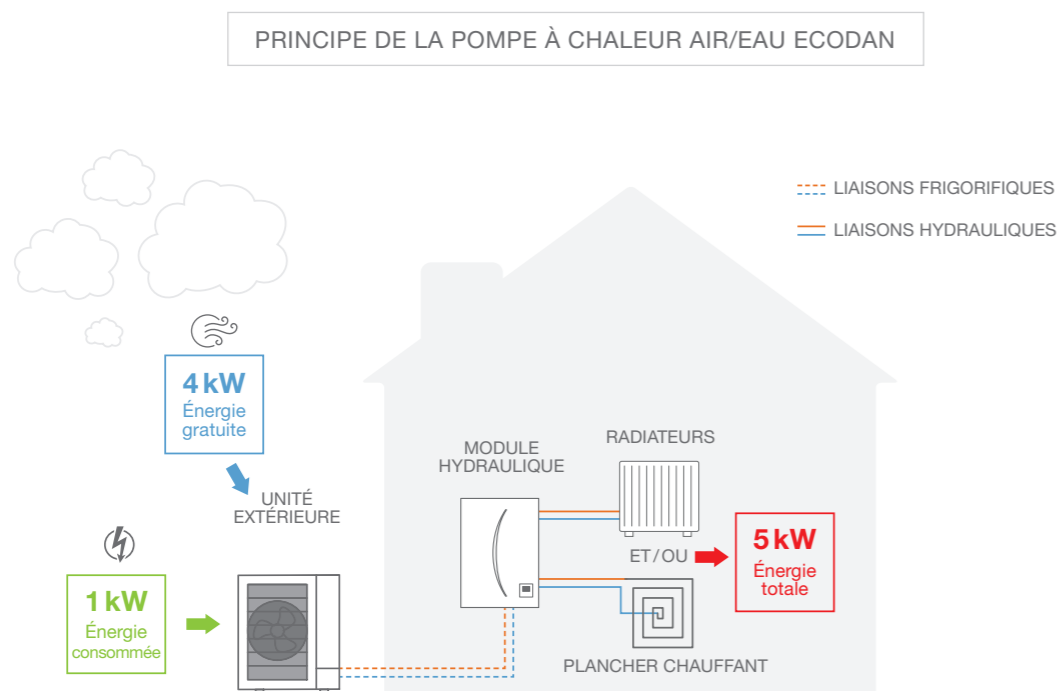 PRINCIPE DE LA POMPE À CHALEUR AIR/EAU ECODAN
LIAISONS FRIGORIFIQUES
LIAISONS HYDRAULIQUES
4 kW
Énergie
gratuite
UNITÉ
EXTÉRIEURE
1 kW
Énergie
consommée
MODULE
HYDRAULIQUE
RADIATEURS
ET / OU
PLANCHER CHAUFFANT
5 kW
Énergie
totale